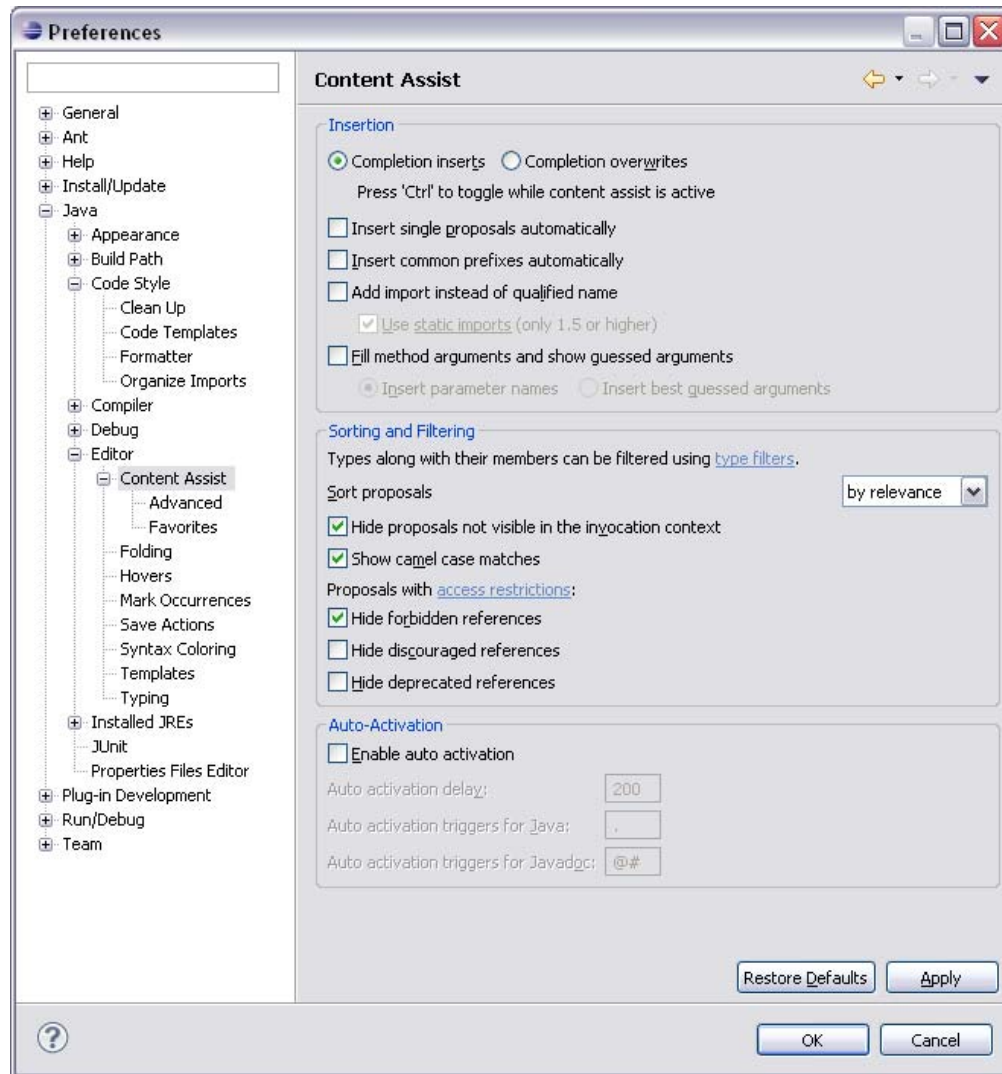 Preferences
General
Ant
Help
Install/Update
Java
Appearance
Build Path
Code Style
Clean Up
Code Templates
Formatter
Organize Imports
Compiler
Debug
Editor
Content Assist
Advanced
Favorites
Folding
Hovers
Mark Occurrences
Save Actions
Syntax Coloring
Templates
Typing
Installed JREs
JUnit
Properties Files Editor
Plug-in Development
Run/Debug
Team
Content Assist
Insertion
Completion inserts Completion overwrites
Press 'Ctrl' to toggle while content assist is active
Insert single proposals automatically
Insert common prefixes automatically
Add import instead of qualified name
Use static imports (only 1.5 or higher)
Fill method arguments and show guessed arguments
Insert parameter names Insert best guessed arguments
Sorting and Filtering
Types along with their members can be filtered using type filters.
Sort proposals by relevance
Hide proposals not visible in the invocation context
Show camel case matches
Proposals with access restrictions:
Hide forbidden references
Hide discouraged references
Hide deprecated references
Auto-Activation
Enable auto activation
Auto activation delay: 200
Auto activation triggers for Java: .
Auto activation triggers for Javadoc: @#
Restore Defaults Apply
? OK Cancel